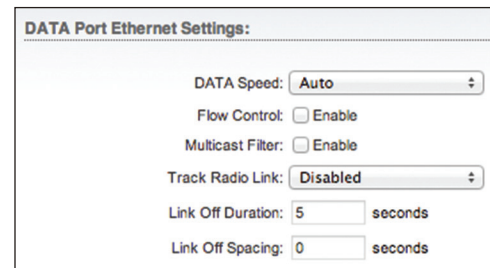 DATA Port Ethernet Settings:
DATA Speed: Auto
Flow Control: Enable
Multicast Filter: Enable
Track Radio Link: Disabled
Link Off Duration: 5 seconds
Link Off Spacing: 0 seconds